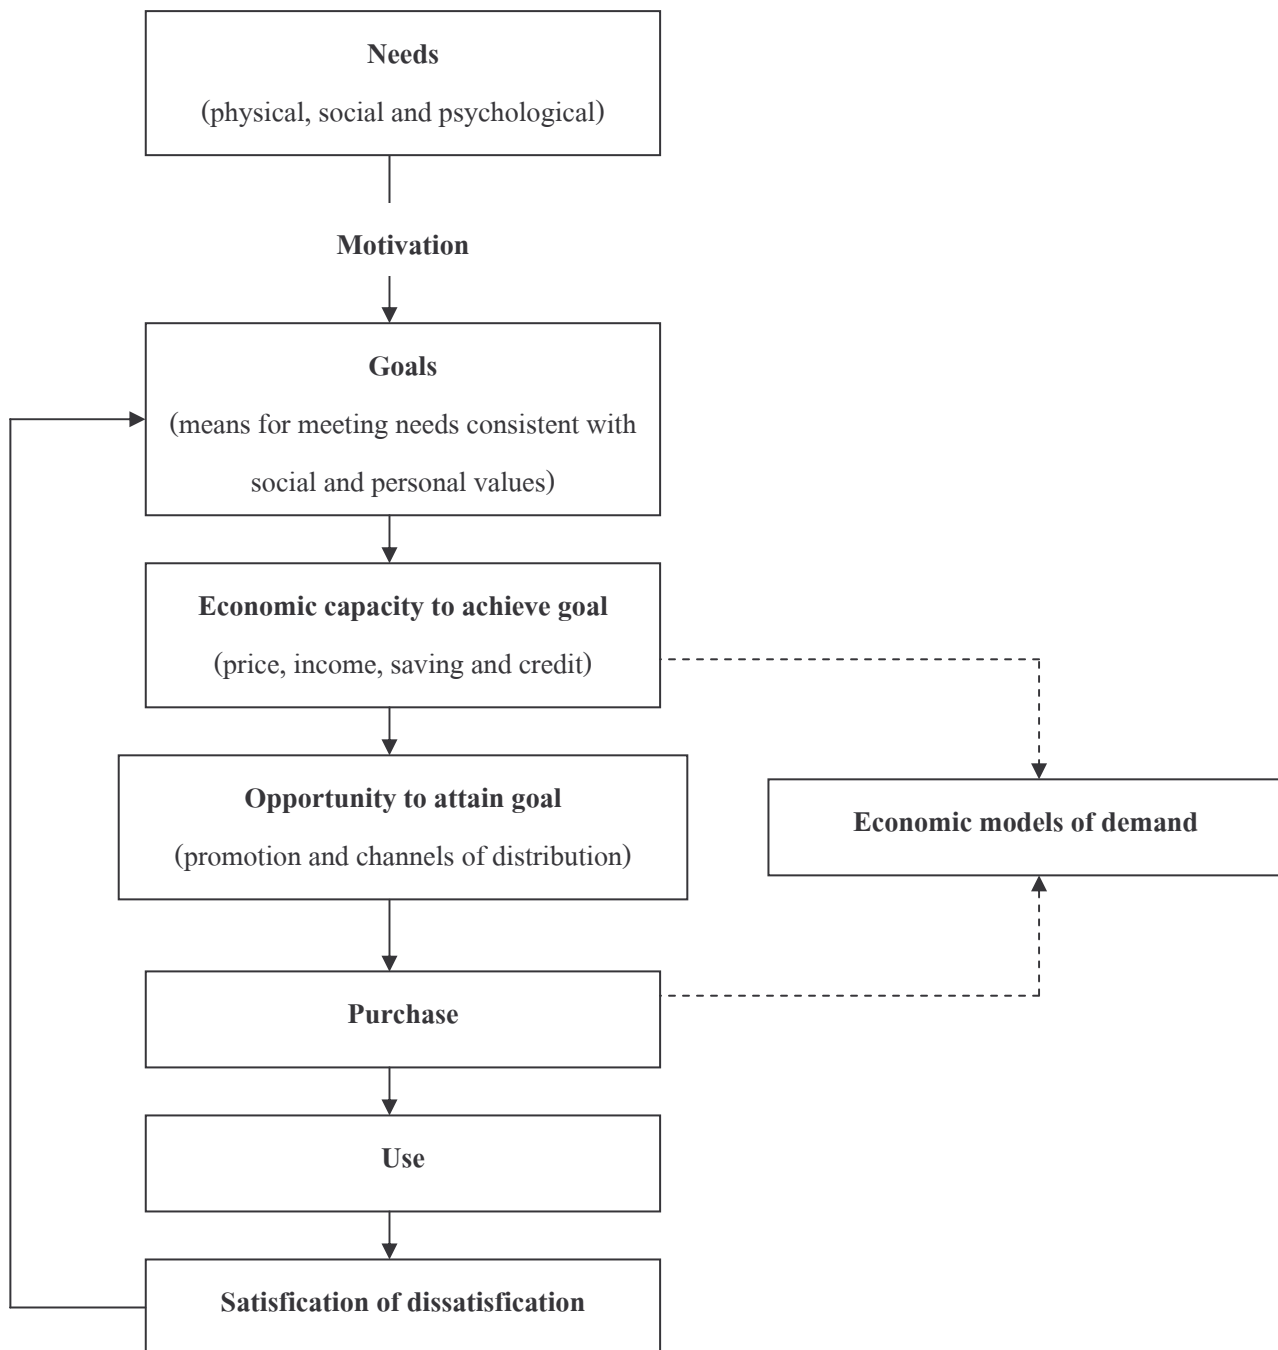 Needs
(physical, social and psychological)
Motivation
Goals
(means for meeting needs consistent with
social and personal values)
Economic capacity to achieve goal
(price, income, saving and credit)
Opportunity to attain goal
(promotion and channels of distribution)
Economic models of demand
Purchase
Use
Satisfication of dissatisfication